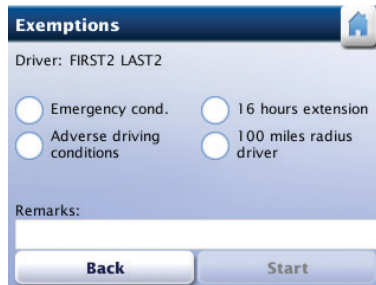 Exemptions
Driver: FIRST2 LAST2
Emergency cond.
16 hours extension
Adverse driving
conditions
100 miles radius
driver
Remarks:
Back
Start